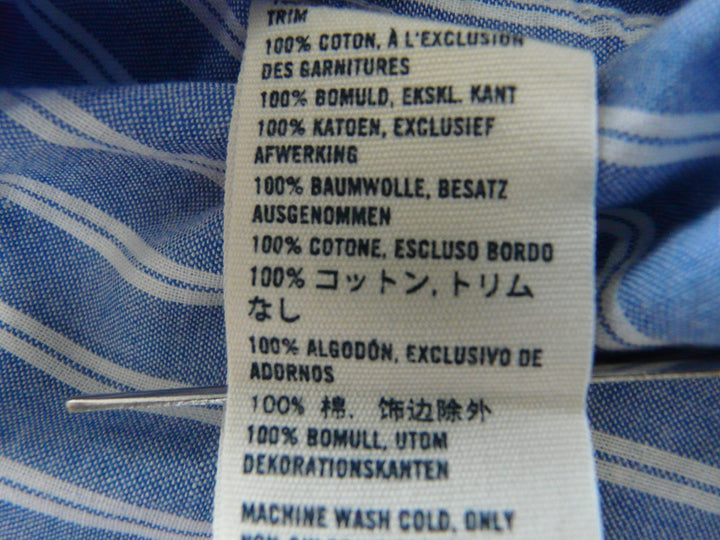 TRIM
100% COTON, À L'EXCLUSION
DES GARNITURES
100% BOMULD, EKSKL. KANT
100% KATOEN, EXCLUSIEF
AFWERKING
100% BAUMWOLLE, BESATZ
AUSGENOMMEN
100% COTONE, ESCLUSO BORDO
100% コットン, トリム
なし
100% ALGODÓN, EXCLUSIVO DE
ADORNOS
100% 棉. 饰边除外
100% BOMULL, UTOM
DEKORATIONSKANTEN
MACHINE WASH COLD, ONLY